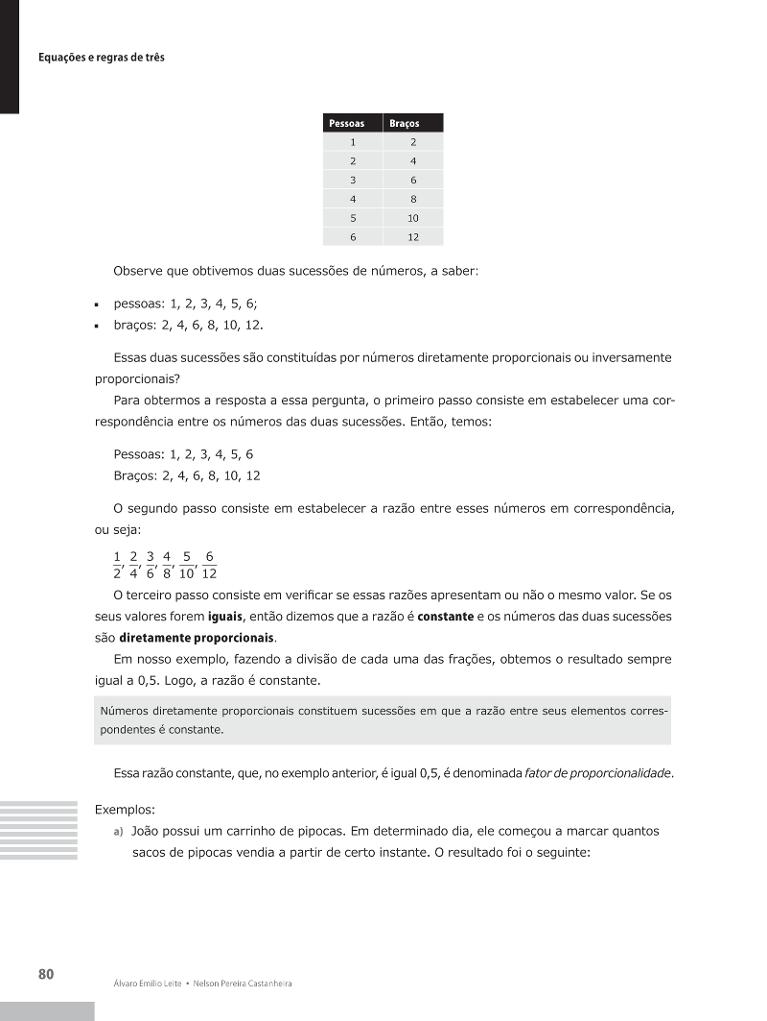 Equações e regras de três
Pessoas Braços
1 2
2 4
3 6
4 8
5 10
6 12
Observe que obtivemos duas sucessões de números, a saber:
▪ pessoas: 1, 2, 3, 4, 5, 6;
▪ braços: 2, 4, 6, 8, 10, 12.
Essas duas sucessões são constituídas por números diretamente proporcionais ou inversamente
proporcionais?
Para obtermos a resposta a essa pergunta, o primeiro passo consiste em estabelecer uma cor-
respondência entre os números das duas sucessões. Então, temos:
Pessoas: 1, 2, 3, 4, 5, 6
Braços: 2, 4, 6, 8, 10, 12
O segundo passo consiste em estabelecer a razão entre esses números em correspondência,
ou seja:
1/2, 2/4, 3/6, 4/8, 5/10, 6/12
O terceiro passo consiste em verificar se essas razões apresentam ou não o mesmo valor. Se os
seus valores forem iguais, então dizemos que a razão é constante e os números das duas sucessões
são diretamente proporcionais.
Em nosso exemplo, fazendo a divisão de cada uma das frações, obtemos o resultado sempre
igual a 0,5. Logo, a razão é constante.
Números diretamente proporcionais constituem sucessões em que a razão entre seus elementos corres-
pondentes é constante.
Essa razão constante, que, no exemplo anterior, é igual 0,5, é denominada fator de proporcionalidade.
Exemplos:
a) João possui um carrinho de pipocas. Em determinado dia, ele começou a marcar quantos
sacos de pipocas vendia a partir de certo instante. O resultado foi o seguinte:
80
Álvaro Emílio Leite • Nelson Pereira Castanheira